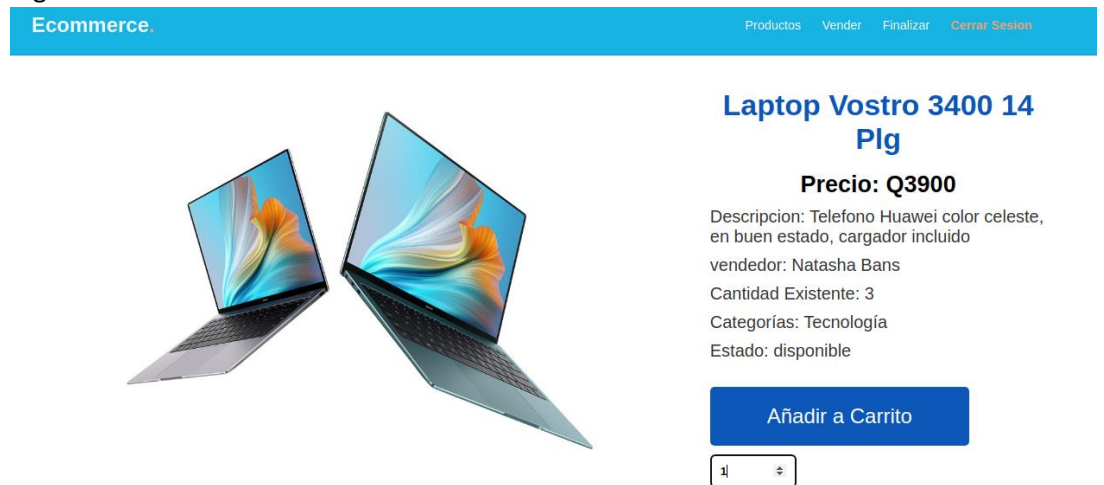 Ecommerce.
Productos Vender Finalizar Cerrar Sesion
Laptop Vostro 3400 14
Plg
Precio: Q3900
Descripcion: Telefono Huawei color celeste,
en buen estado, cargador incluido
vendedor: Natasha Bans
Cantidad Existente: 3
Categorías: Tecnología
Estado: disponible
Añadir a Carrito
1